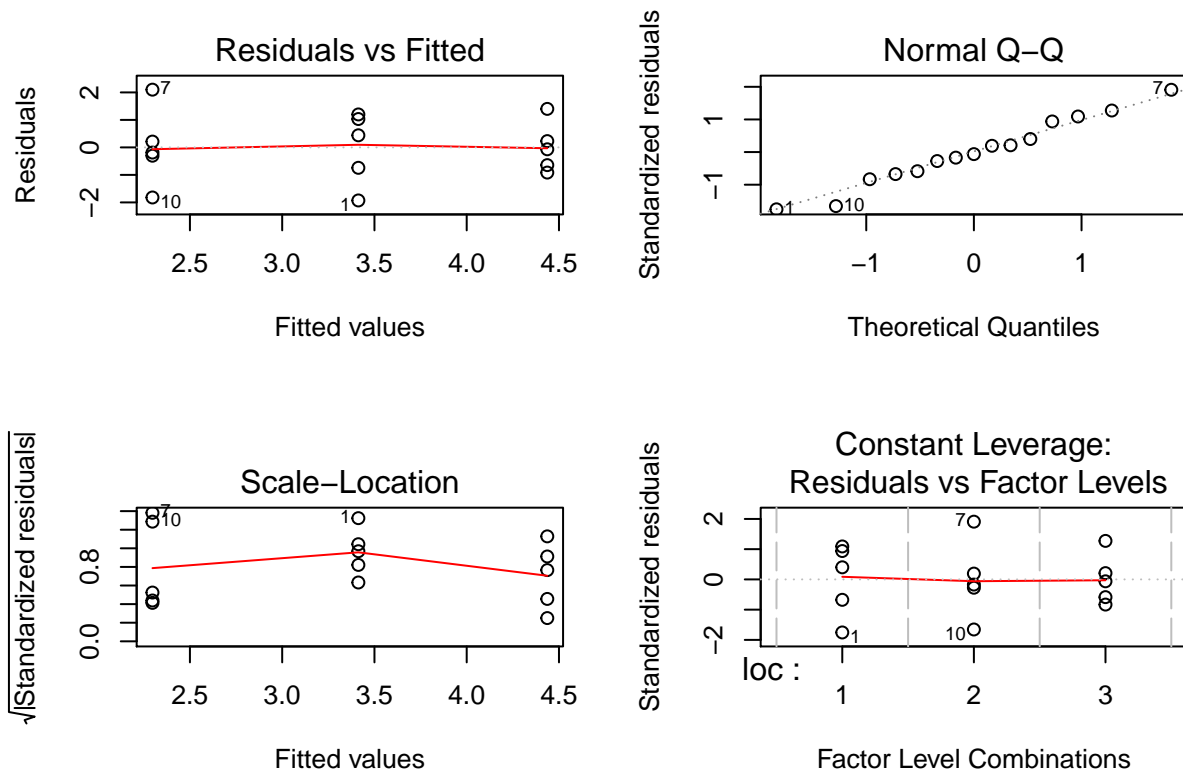 Residuals vs Fitted
Residuals
2
0
−2
7
10
1
2.5 3.0 3.5 4.0 4.5
Fitted values
Normal Q−Q
Standardized residuals
1
−1
7
1
10
−1 0 1
Theoretical Quantiles
Scale−Location
√|Standardized residuals|
0.8
0.0
7
10
1
2.5 3.0 3.5 4.0 4.5
Fitted values
Constant Leverage:
Residuals vs Factor Levels
Standardized residuals
2
0
−2
7
1
10
loc :
1 2 3
Factor Level Combinations